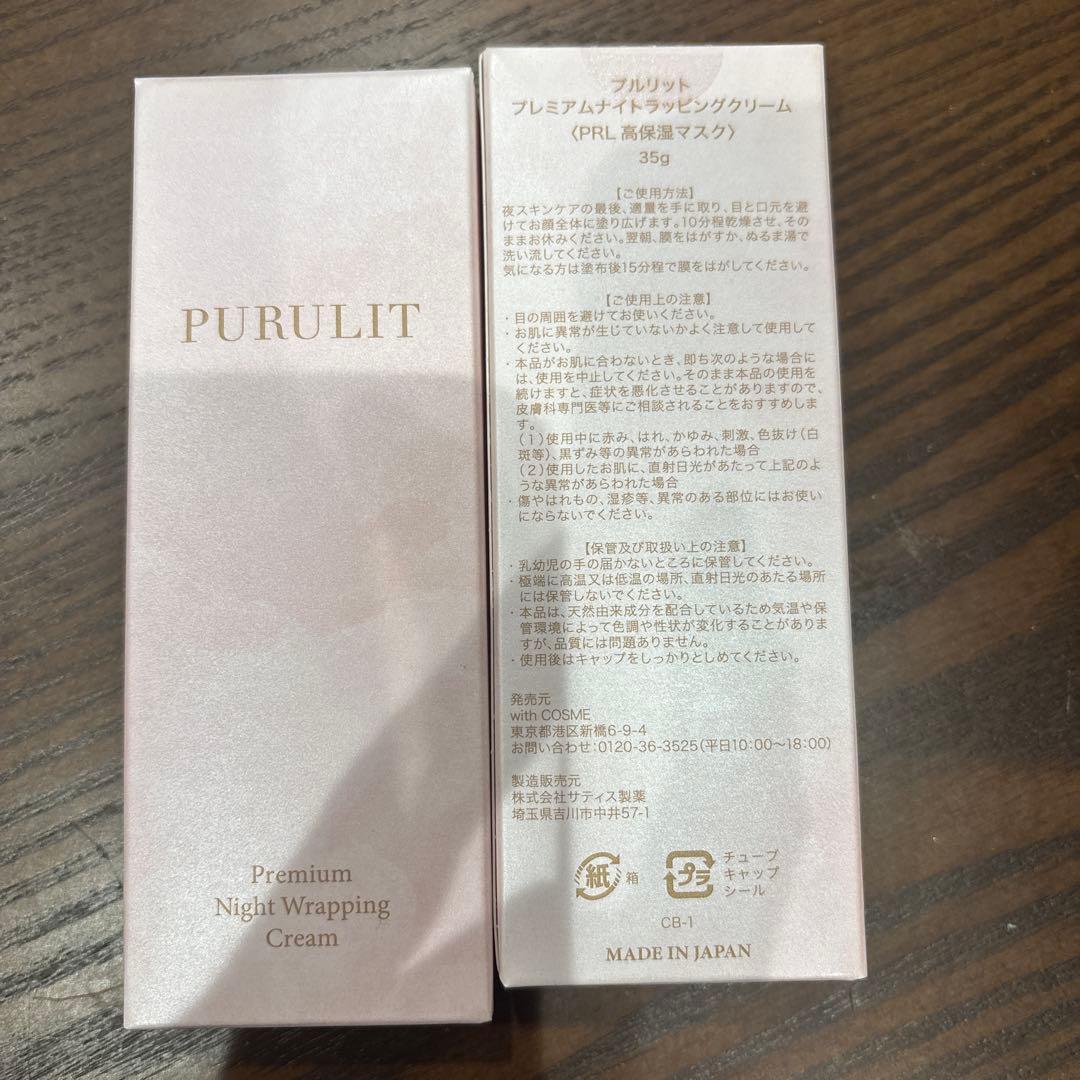 PURULIT
Premium
Night Wrapping
Cream
プルリット
プレミアムナイトラッピングクリーム
〈PRL 高保湿マスク〉
35g
【ご使用方法】
夜スキンケアの最後、適量を手に取り、目と口元を避
けてお顔全体に塗り広げます。10分程乾燥させ、その
ままお休みください。翌朝、膜をはがすか、ぬるま湯で
洗い流してください。
気になる方は塗布後15分程で膜をはがしてください。
【ご使用上の注意】
・目の周囲を避けてお使いください。
・お肌に異常が生じていないかよく注意して使用して
ください。
・本品がお肌に合わないとき、即ち次のような場合に
は、使用を中止してください。そのまま本品の使用を
続けますと、症状を悪化させることがありますので、
皮膚科専門医等にご相談されることをおすすめしま
す。
(1)使用中に赤み、はれ、かゆみ、刺激、色抜け(白
斑等)、黒ずみ等の異常があらわれた場合
(2)使用したお肌に、直射日光があたって上記のよ
うな異常があらわれた場合
・傷やはれもの、湿疹等、異常のある部位にはお使い
にならないでください。
【保管及び取扱い上の注意】
・乳幼児の手の届かないところに保管してください。
・極端に高温又は低温の場所、直射日光のあたる場所
には保管しないでください。
・本品は、天然由来成分を配合しているため気温や保
管環境によって色調や性状が変化することがありま
すが、品質には問題ありません。
・使用後はキャップをしっかりとしめてください。
発売元
with COSME
東京都港区新橋6-9-4
お問い合わせ:0120-36-3525(平日10:00〜18:00)
製造販売元
株式会社サティス製薬
埼玉県吉川市中井57-1
紙 箱
プラ チューブ
キャップ
シール
CB-1
MADE IN JAPAN